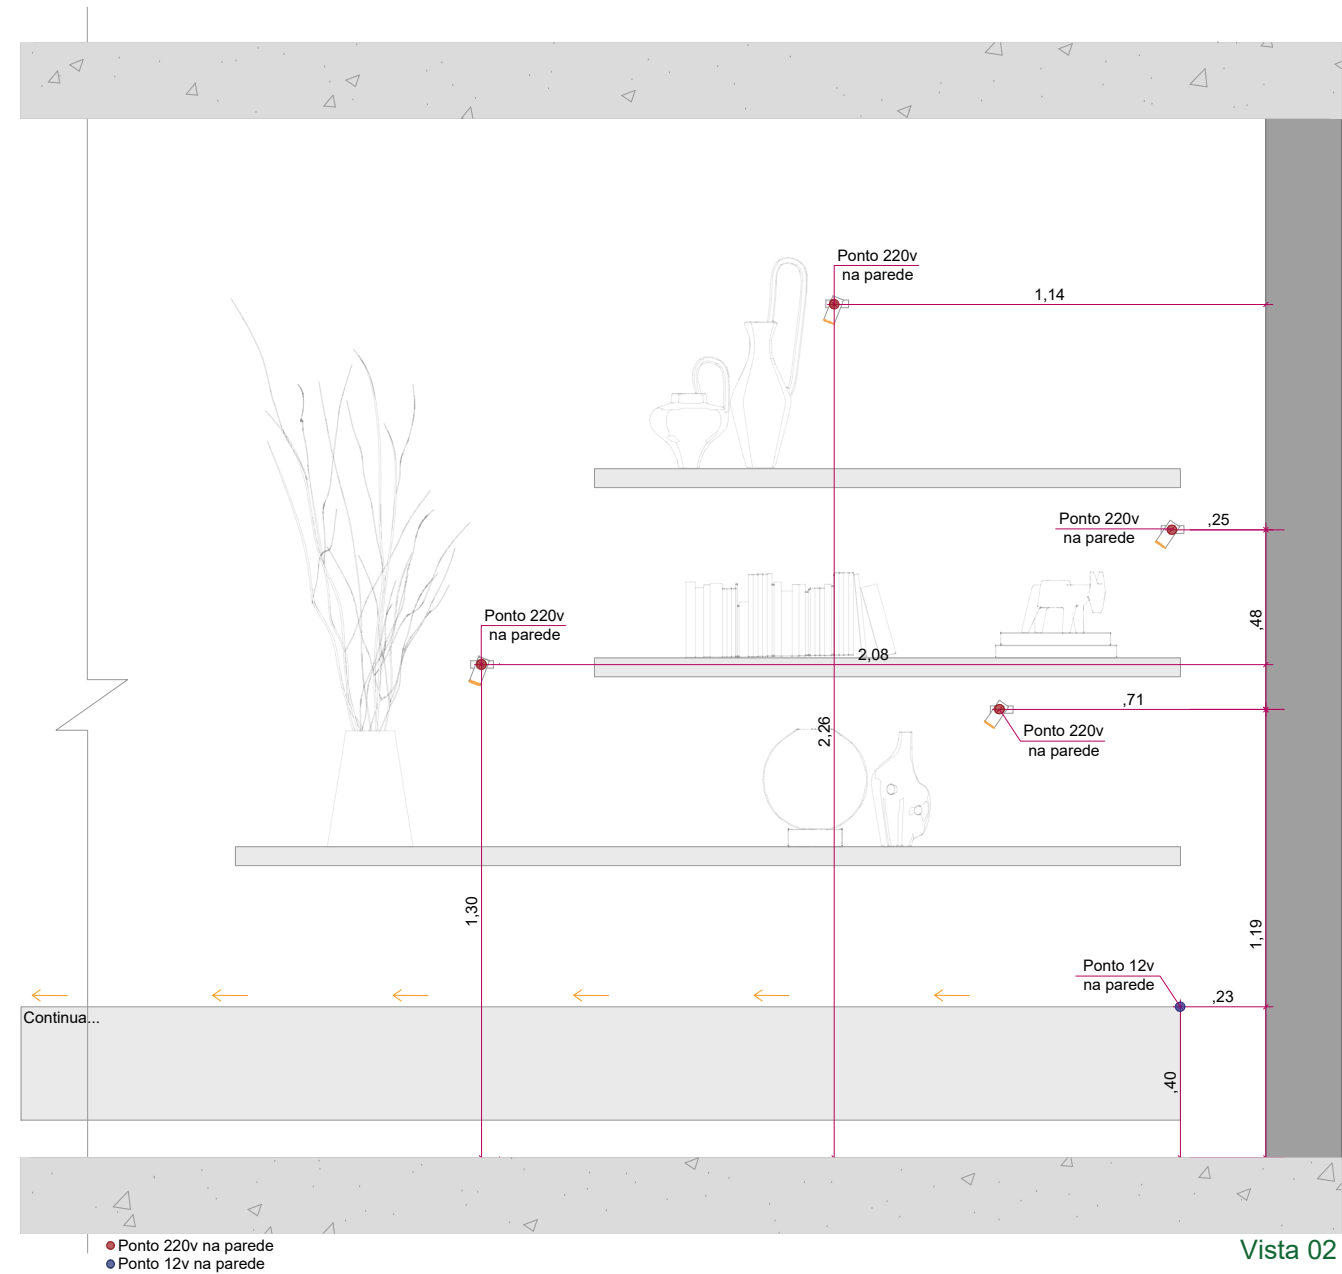 Ponto 220v
na parede
1,14
Ponto 220v
na parede
,25
Ponto 220v
na parede
,48
2,08
,71
Ponto 220v
na parede
2,26
1,30
1,19
Ponto 12v
na parede
,23
Continua...
,40
Ponto 220v na parede
Ponto 12v na parede
Vista 02